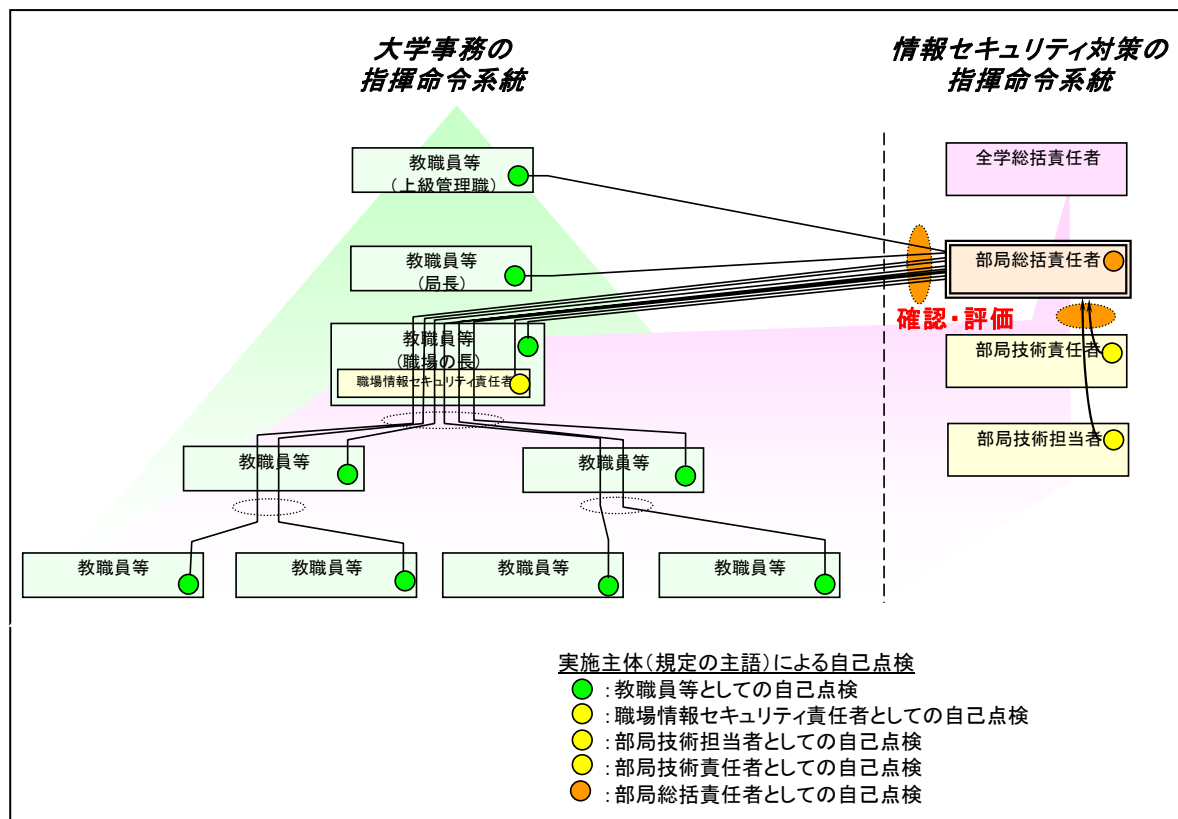 大学事務の
指揮命令系統
情報セキュリティ対策の
指揮命令系統
教職員等
(上級管理職)
全学総括責任者
教職員等
(局長)
部局総括責任者
確認・評価
教職員等
(職場の長)
職場情報セキュリティ責任者
部局技術責任者
部局技術担当者
教職員等
教職員等
教職員等
教職員等
教職員等
教職員等
実施主体(規定の主語)による自己点検
:教職員等としての自己点検
:職場情報セキュリティ責任者としての自己点検
:部局技術担当者としての自己点検
:部局技術責任者としての自己点検
:部局総括責任者としての自己点検